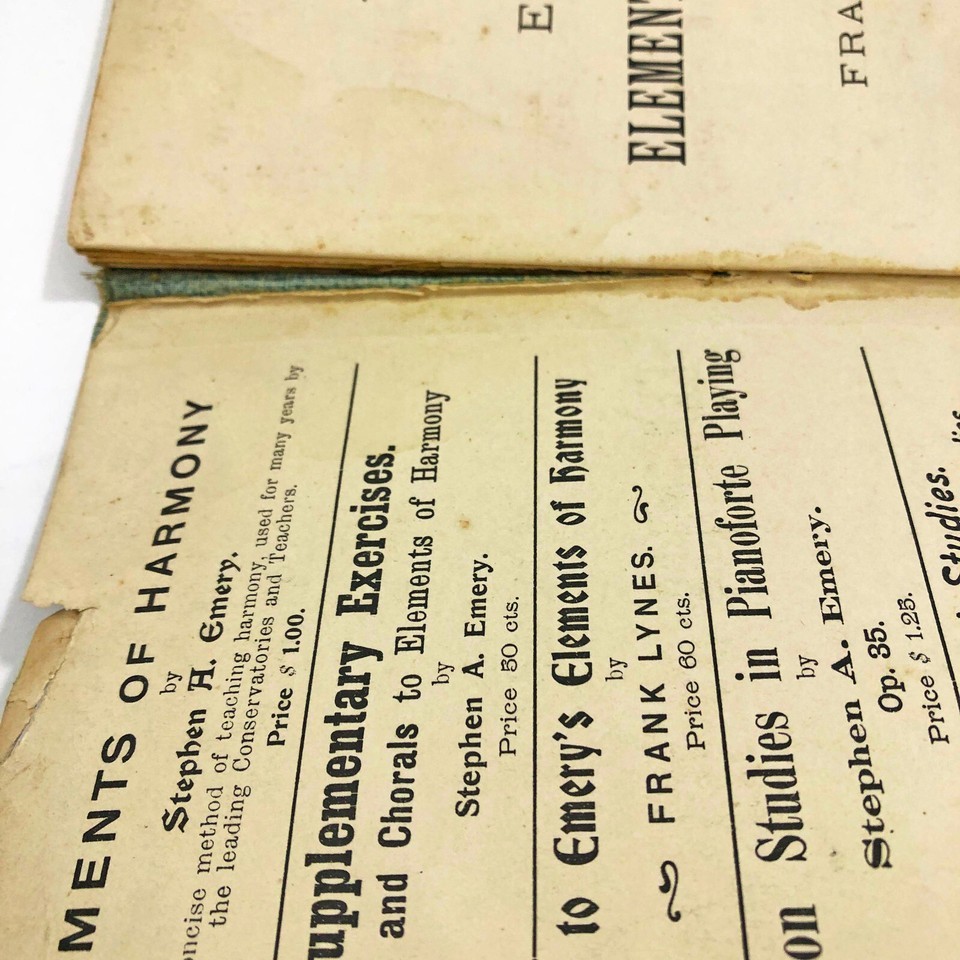 E
ELEMENT
FRA
MENTS OF HARMONY
by
Stephen A. Emery.
oncise method of teaching harmony, used for many years by
the leading Conservatories and Teachers.
Price $ 1.00.
upplementary Exercises.
and Chorals to Elements of Harmony
by
Stephen A. Emery.
Price 50 cts.
to Emery's Elements of Harmony
by
FRANK LYNES.
Price 60 cts.
on Studies in Pianoforte Playing
by
Stephen A. Emery.
Op. 35.
Price $ 1.25.
Studies.